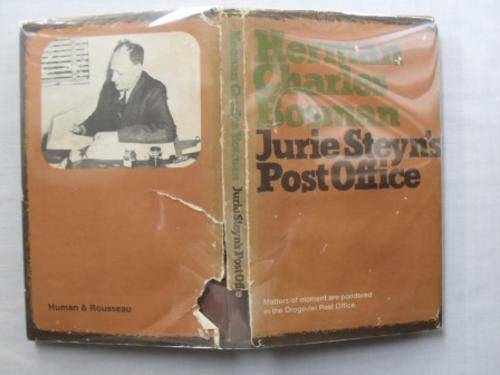 Herman
Charles
Bosman
Jurie Steyn's
Post Office
Matters of moment are pondered
in the Drogevlei Post Office.
Herman Charles Bosman Jurie Steyn's Post Office
Human & Rousseau